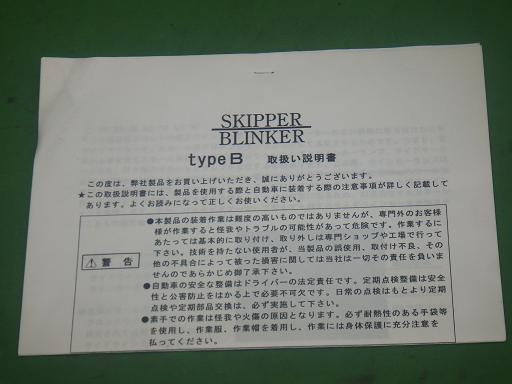 SKIPPER
BLINKER
typeB 取扱い説明書
この度は、弊社製品をお買い上げいただき、誠にありがとうございます。
★この取扱説明書には、製品を使用する際と自動車に装着する際の注意事項が詳しく記載して
あります。よくお読みになって正しくお使いください。
⚠ 警告
●本製品の装着作業は難度の高いものではありませんが、専門外のお客様
様が作業すると怪我やトラブルの可能性があって危険です。作業するに
あたっては基本的に取り付け、取り外しは専門ショップや工場で行って
下さい。技術を持たない使用者が、当製品の誤使用、取付け不良、その
他の不具合によって被った損害に関しては当社は一切その責任を負いま
せんのであらかじめ御了承下さい。
●自動車の安全な整備はドライバーの法定責任です。定期点検整備は安全
性と公害防止をはかる上で必要不可欠です。日常の点検はもとより定期
点検や定期部品交換は、必ず実施して下さい。
●素手での作業は怪我や火傷の原因となります。必ず耐熱性のある手袋等
を使用し、作業服、作業帽を着用し、作業には身体保護に充分注意を
払ってください。